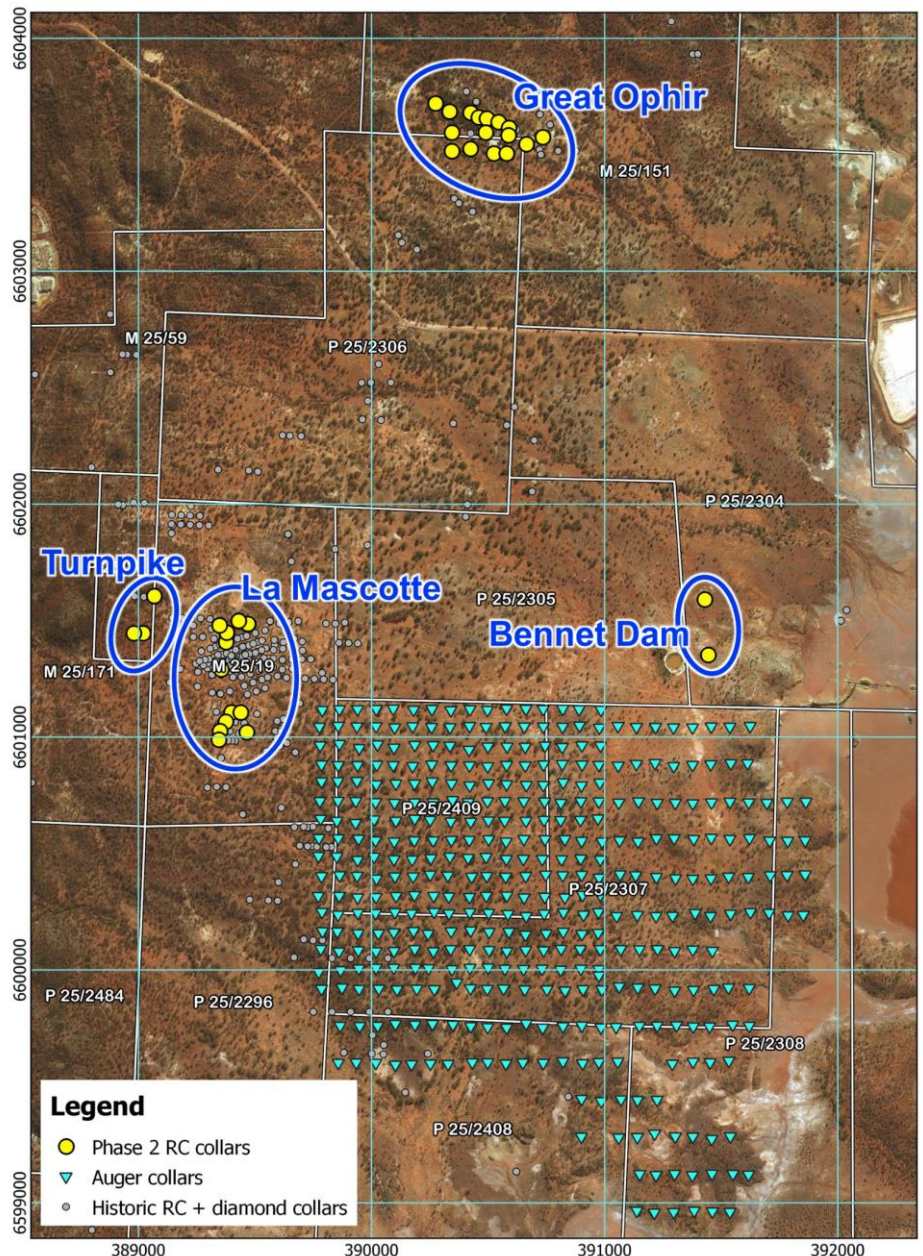 6604000
Great Ophir
M 25/151
6603000
M 25/59
P 25/2306
6602000
P 25/2304
Turnpike
La Mascotte
P 25/2305
Bennet Dam
M 25/171
M 25/19
6601000
P 25/2409
P 25/2307
6600000
P 25/2484
P 25/2296
P 25/2308
Legend
Phase 2 RC collars
Auger collars
Historic RC + diamond collars
P 25/2408
6599000
389000
390000
391000
392000